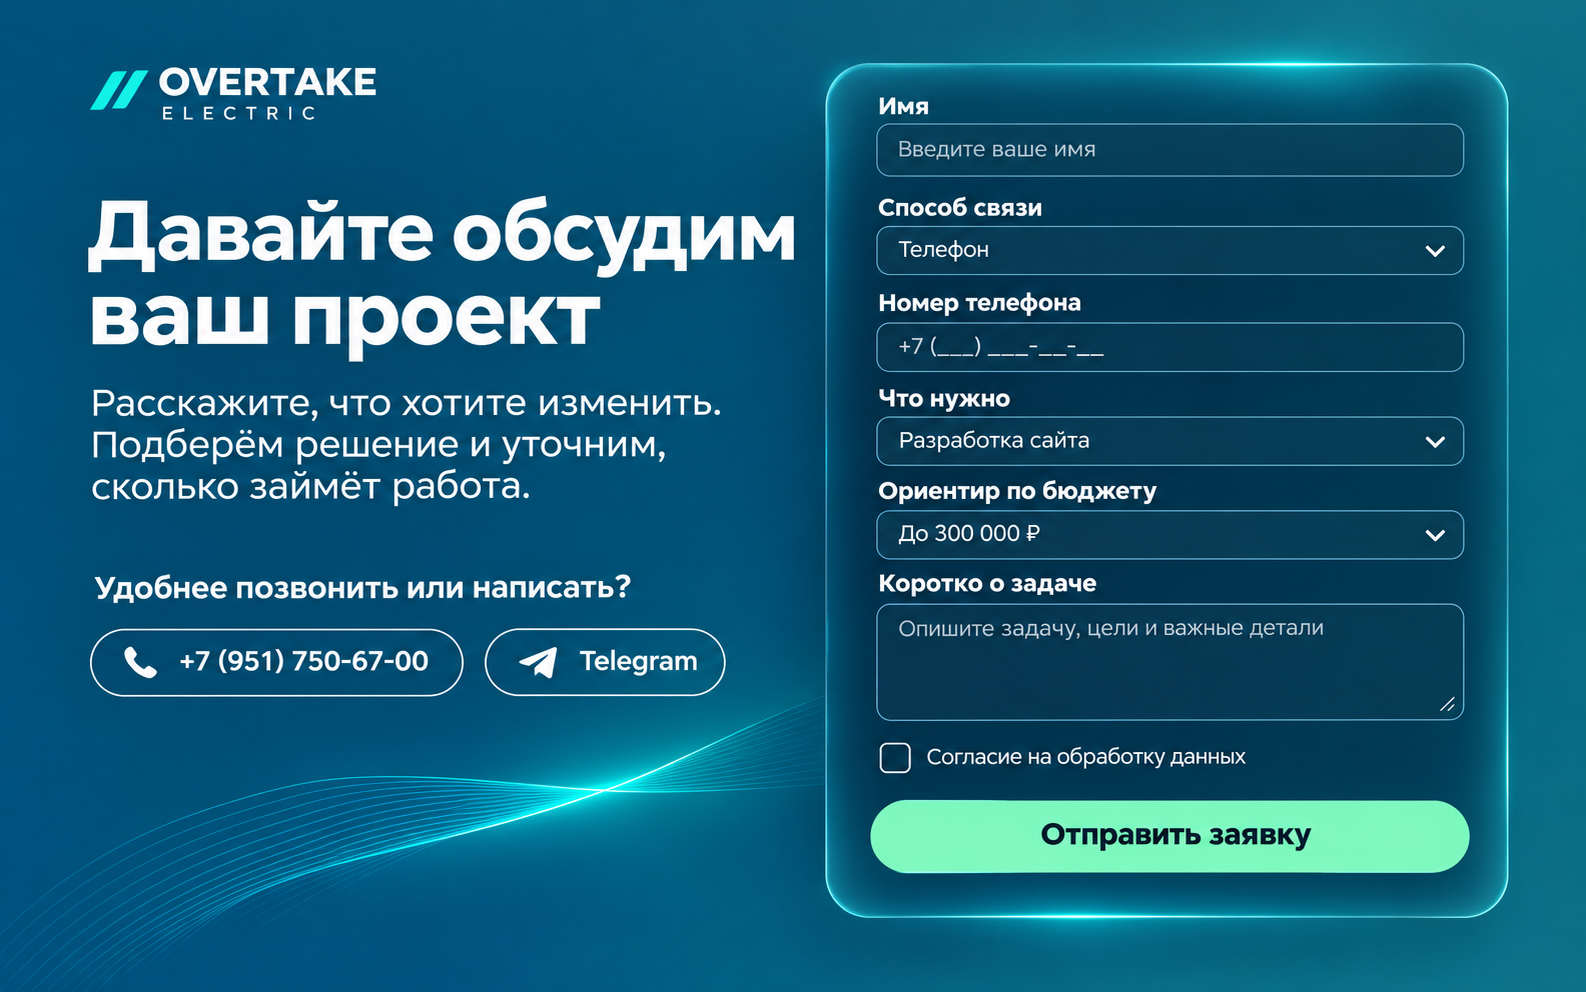 OVERTAKE
ELECTRIC
Давайте обсудим
ваш проект
Расскажите, что хотите изменить.
Подберём решение и уточним,
сколько займёт работа.
Удобнее позвонить или написать?
+7 (951) 750-67-00
Telegram
Имя
Введите ваше имя
Способ связи
Телефон
Номер телефона
+7 (___) ___-__-__
Что нужно
Разработка сайта
Ориентир по бюджету
До 300 000 ₽
Коротко о задаче
Опишите задачу, цели и важные детали
Согласие на обработку данных
Отправить заявку